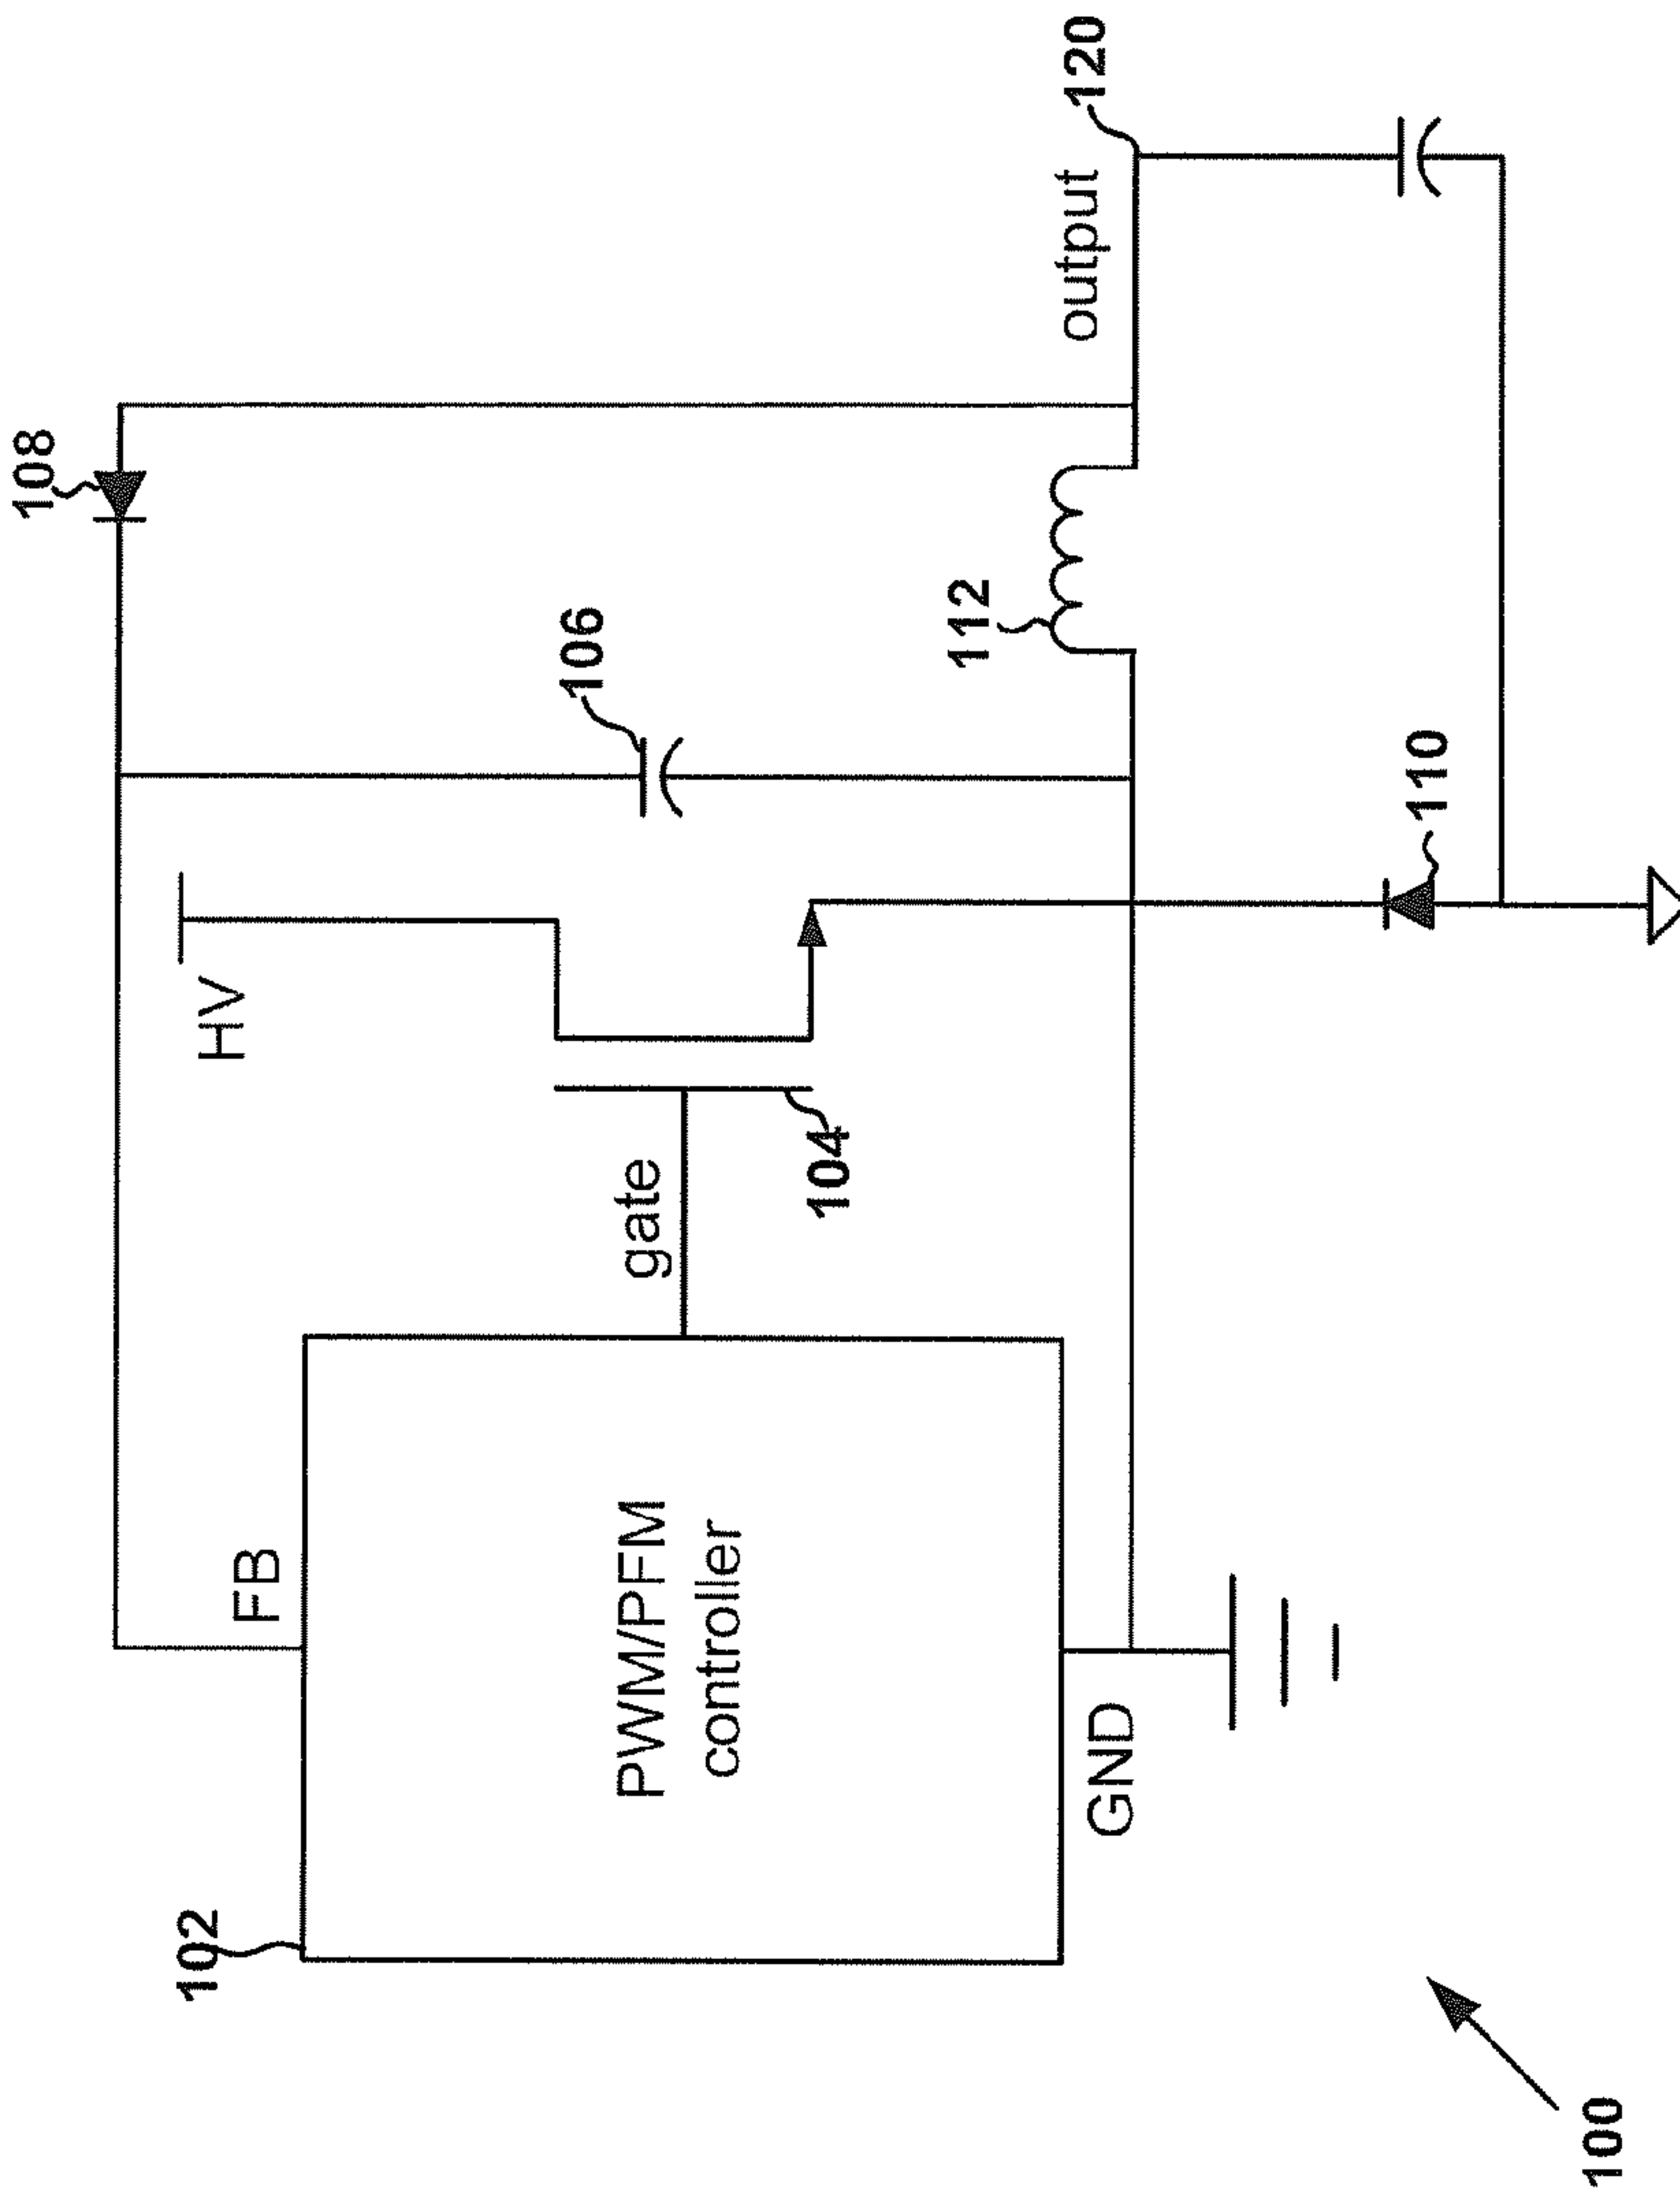 108
HV
106
120
output
112
FB
102
PWM/PFM
controller
gate
104
GND
110
100